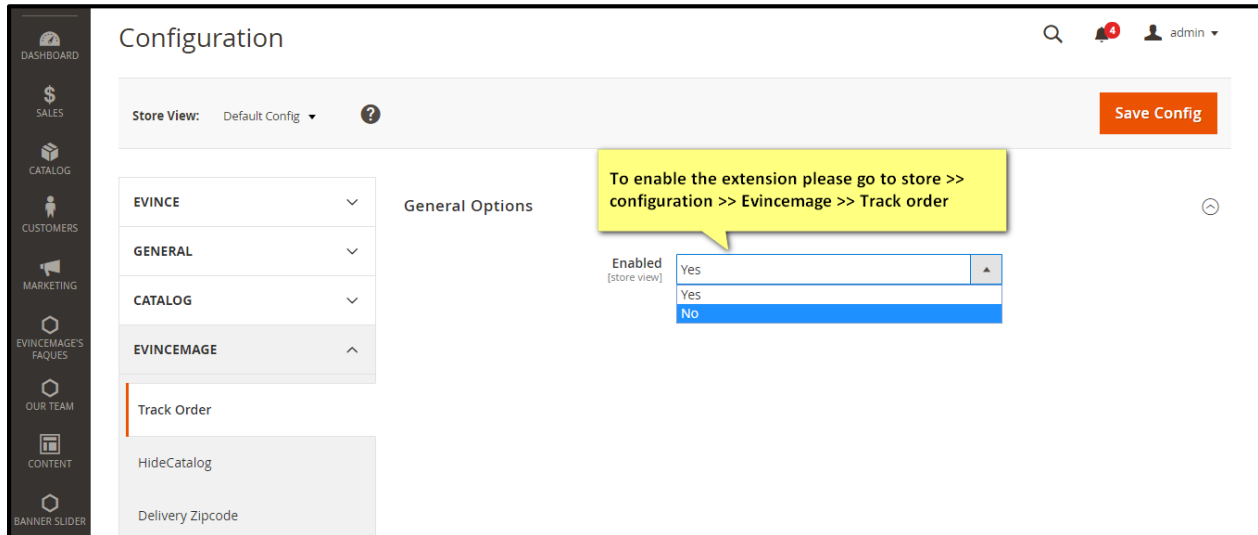 DASHBOARD
SALES
CATALOG
CUSTOMERS
MARKETING
EVINCEMAGE'S
FAQUES
OUR TEAM
CONTENT
BANNER SLIDER
Configuration
4
admin
Store View: Default Config
?
Save Config
EVINCE
GENERAL
CATALOG
EVINCEMAGE
Track Order
HideCatalog
Delivery Zipcode
General Options
To enable the extension please go to store >>
configuration >> Evincemage >> Track order
Enabled
[store view]
Yes
Yes
No